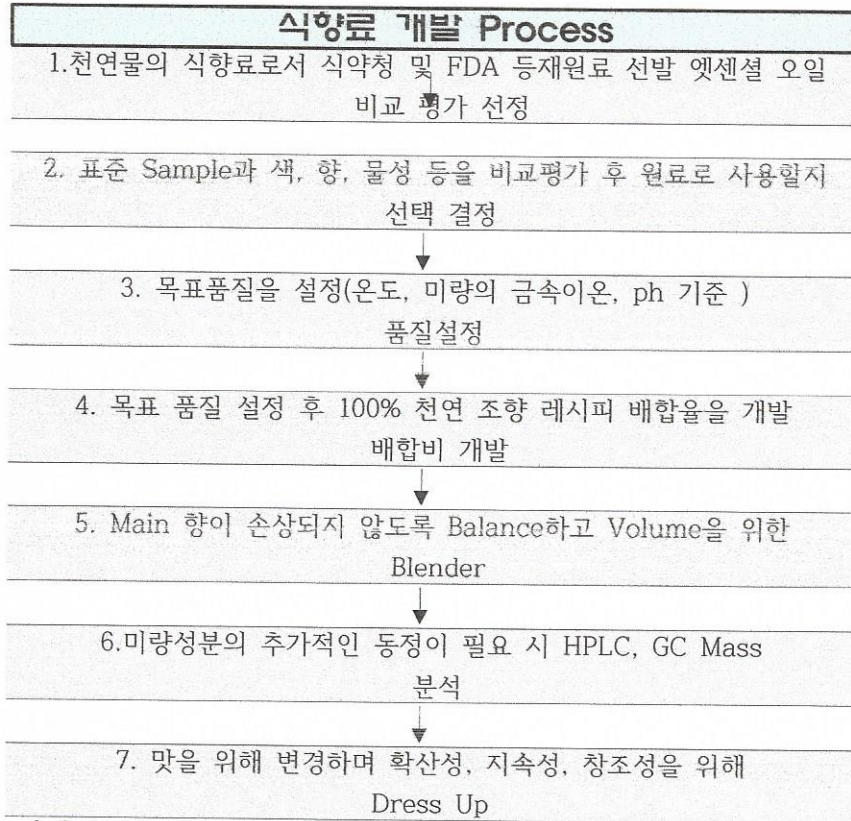 식향료 개발 Process
1.천연물의 식향료로서 식약청 및 FDA 등재원료 선발 엣센셜 오일
비교 평가 선정
2. 표준 Sample과 색, 향, 물성 등을 비교평가 후 원료로 사용할지
선택 결정
3. 목표품질을 설정(온도, 미량의 금속이온, ph 기준 )
품질설정
4. 목표 품질 설정 후 100% 천연 조향 레시피 배합율을 개발
배합비 개발
5. Main 향이 손상되지 않도록 Balance하고 Volume을 위한
Blender
6.미량성분의 추가적인 동정이 필요 시 HPLC, GC Mass
분석
7. 맛을 위해 변경하며 확산성, 지속성, 창조성을 위해
Dress Up